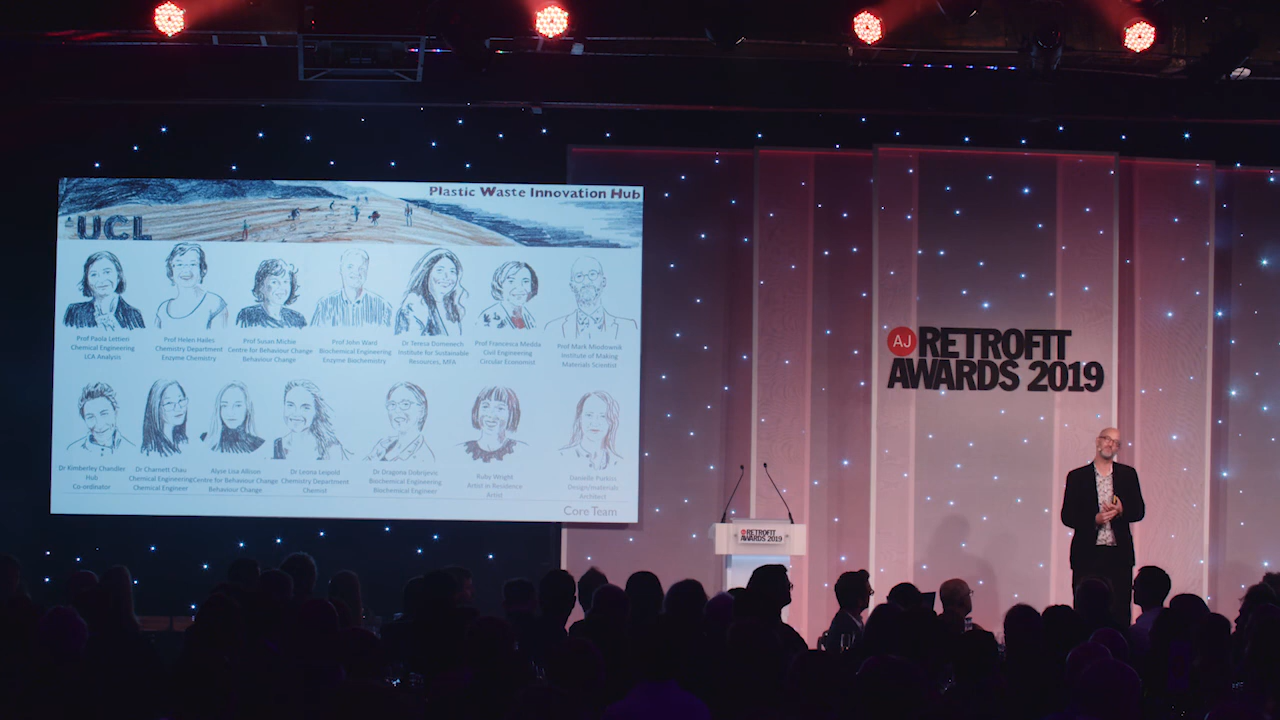 Plastic Waste Innovation Hub
UCL
Prof Paola Lettieri
Chemical Engineering
LCA Analysis
Prof Helen Hailes
Chemistry Department
Enzyme Chemistry
Prof Susan Michie
Centre for Behaviour Change
Behaviour Change
Prof John Ward
Biochemical Engineering
Enzyme Biochemistry
Dr Teresa Domenech
Institute for Sustainable
Resources, MFA
Prof Francesca Medda
Civil Engineering
Circular Economist
Prof Mark Miodownik
Institute of Making
Materials Scientist
Dr Kimberley Chandler
Hub
Co-ordinator
Dr Charnett Chau
Chemical Engineering
Chemical Engineer
Allison
Centre for Behaviour Change
Behaviour Change
Dr Leona Leipold
Chemistry Department
Chemist
Dr Dragana Dobrijevic
Biochemical Engineering
Biochemical Engineer
Ruby Wright
Artist in Residence
Artist
Danielle Purkiss
Design/materials
Architect
Core Team
AJ RETROFIT
AWARDS 2019
RETROFIT
AWARDS 2019